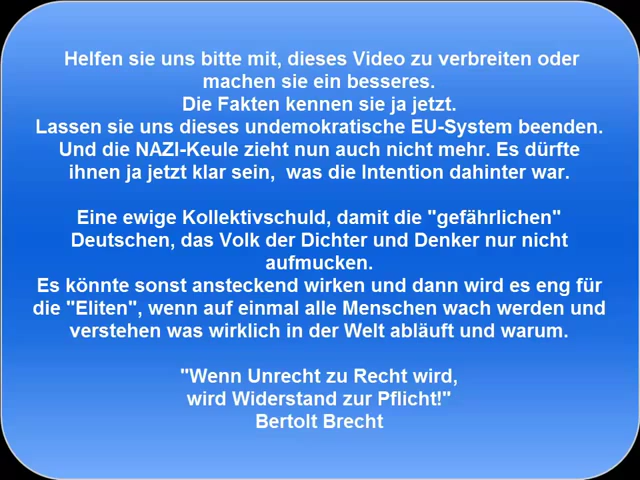 Helfen sie uns bitte mit, dieses Video zu verbreiten oder
machen sie ein besseres.
Die Fakten kennen sie ja jetzt.
Lassen sie uns dieses undemokratische EU-System beenden.
Und die NAZI-Keule zieht nun auch nicht mehr. Es dürfte
ihnen ja jetzt klar sein,  was die Intention dahinter war.
Eine ewige Kollektivschuld, damit die "gefährlichen"
Deutschen, das Volk der Dichter und Denker nur nicht
aufmucken.
Es könnte sonst ansteckend wirken und dann wird es eng für
die "Eliten", wenn auf einmal alle Menschen wach werden und
verstehen was wirklich in der Welt abläuft und warum.
"Wenn Unrecht zu Recht wird,
wird Widerstand zur Pflicht!"
Bertolt Brecht